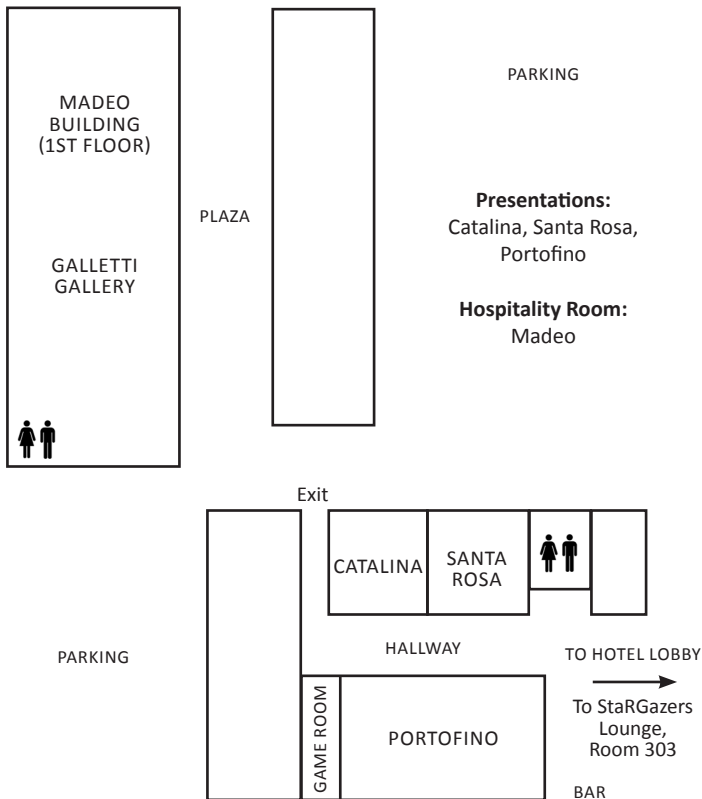 PARKING
MADEO
BUILDING
(1ST FLOOR)
PLAZA
GALLETTI
GALLERY
Presentations:
Catalina, Santa Rosa,
Portofino
Hospitality Room:
Madeo
Exit
CATALINA
SANTA
ROSA
HALLWAY
PARKING
TO HOTEL LOBBY
To StaRGazers
Lounge,
Room 303
GAME ROOM
PORTOFINO
BAR